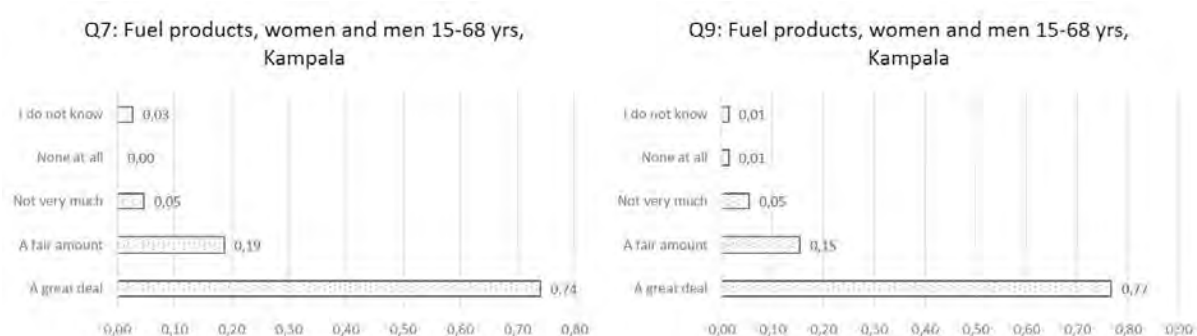 Q7: Fuel products, women and men 15-68 yrs,
Kampala
I do not know 0,03
None at all 0,00
Not very much 0,05
A fair amount 0,19
A great deal 0,74
0,00 0,10 0,20 0,30 0,40 0,50 0,60 0,70 0,80
Q9: Fuel products, women and men 15-68 yrs,
Kampala
I do not know 0,01
None at all 0,01
Not very much 0,05
A fair amount 0,15
A great deal 0,77
0,00 0,10 0,20 0,30 0,40 0,50 0,60 0,70 0,80 0,90